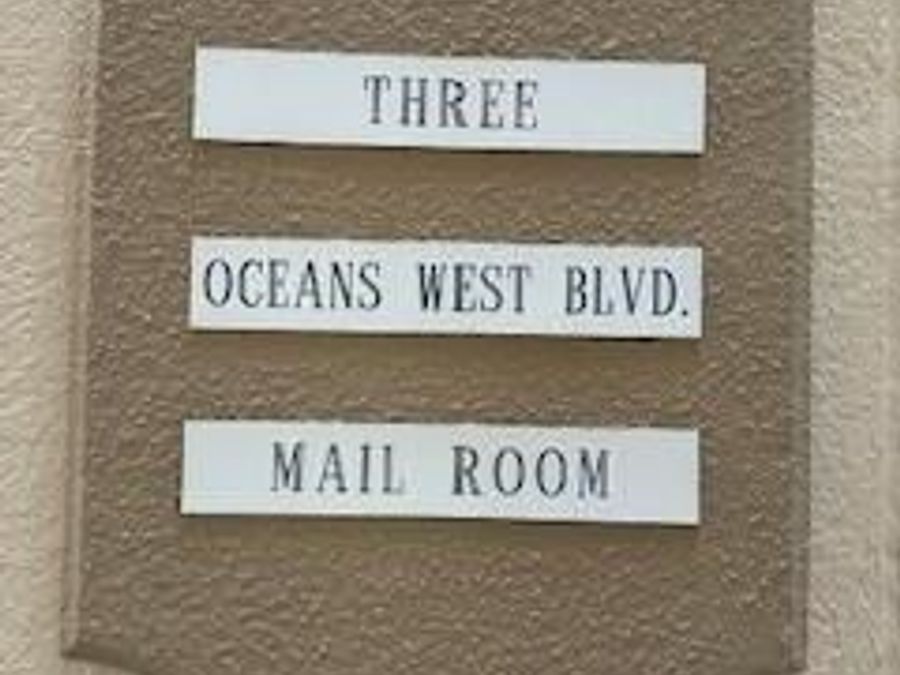 THREE
OCEANS WEST BLVD.
MAIL ROOM